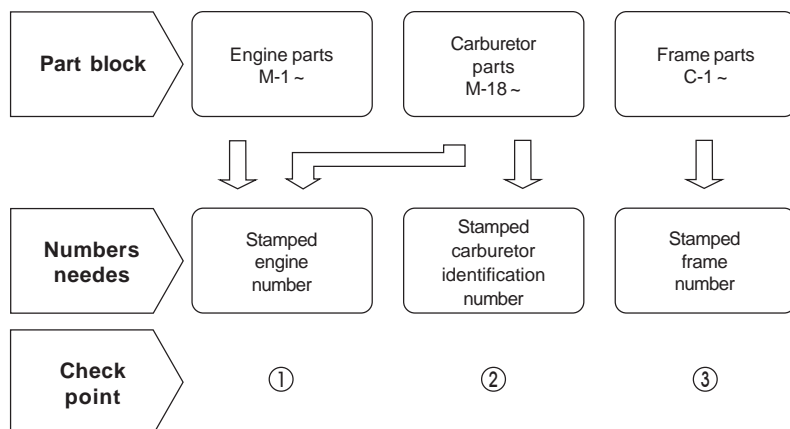 Part block
Engine parts
M-1 ~
Carburetor
parts
M-18 ~
Frame parts
C-1 ~
Numbers
needes
Stamped
engine
number
Stamped
carburetor
identification
number
Stamped
frame
number
Check
point
①
②
③